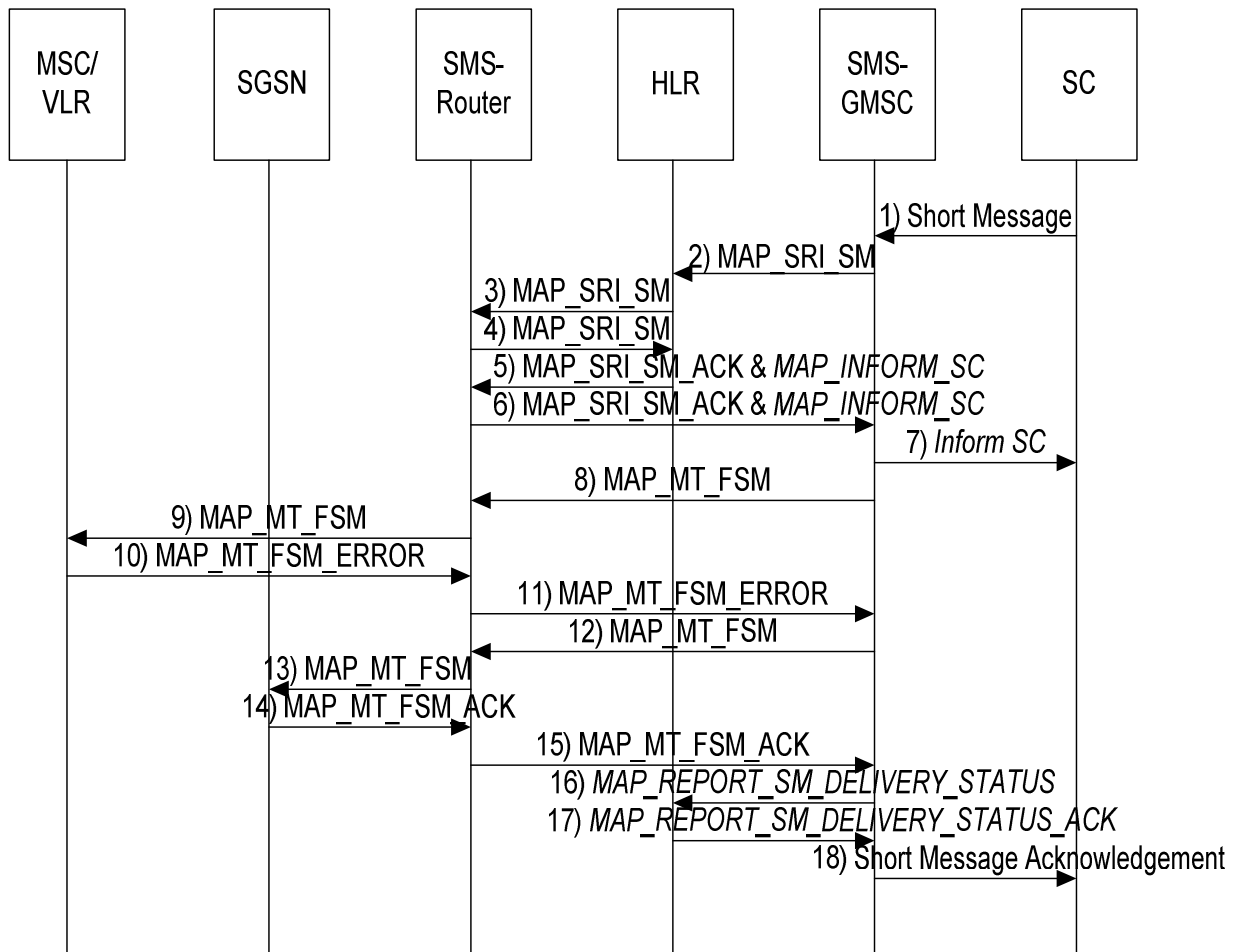 MSC/
VLR
SGSN
SMS-
Router
HLR
SMS-
GMSC
SC
1) Short Message
2) MAP_SRI_SM
3) MAP_SRI_SM
4) MAP_SRI_SM
5) MAP_SRI_SM_ACK & MAP_INFORM_SC
6) MAP_SRI_SM_ACK & MAP_INFORM_SC
7) Inform SC
8) MAP_MT_FSM
9) MAP_MT_FSM
10) MAP_MT_FSM_ERROR
11) MAP_MT_FSM_ERROR
12) MAP_MT_FSM
13) MAP_MT_FSM
14) MAP_MT_FSM_ACK
15) MAP_MT_FSM_ACK
16) MAP_REPORT_SM_DELIVERY_STATUS
17) MAP_REPORT_SM_DELIVERY_STATUS_ACK
18) Short Message Acknowledgement